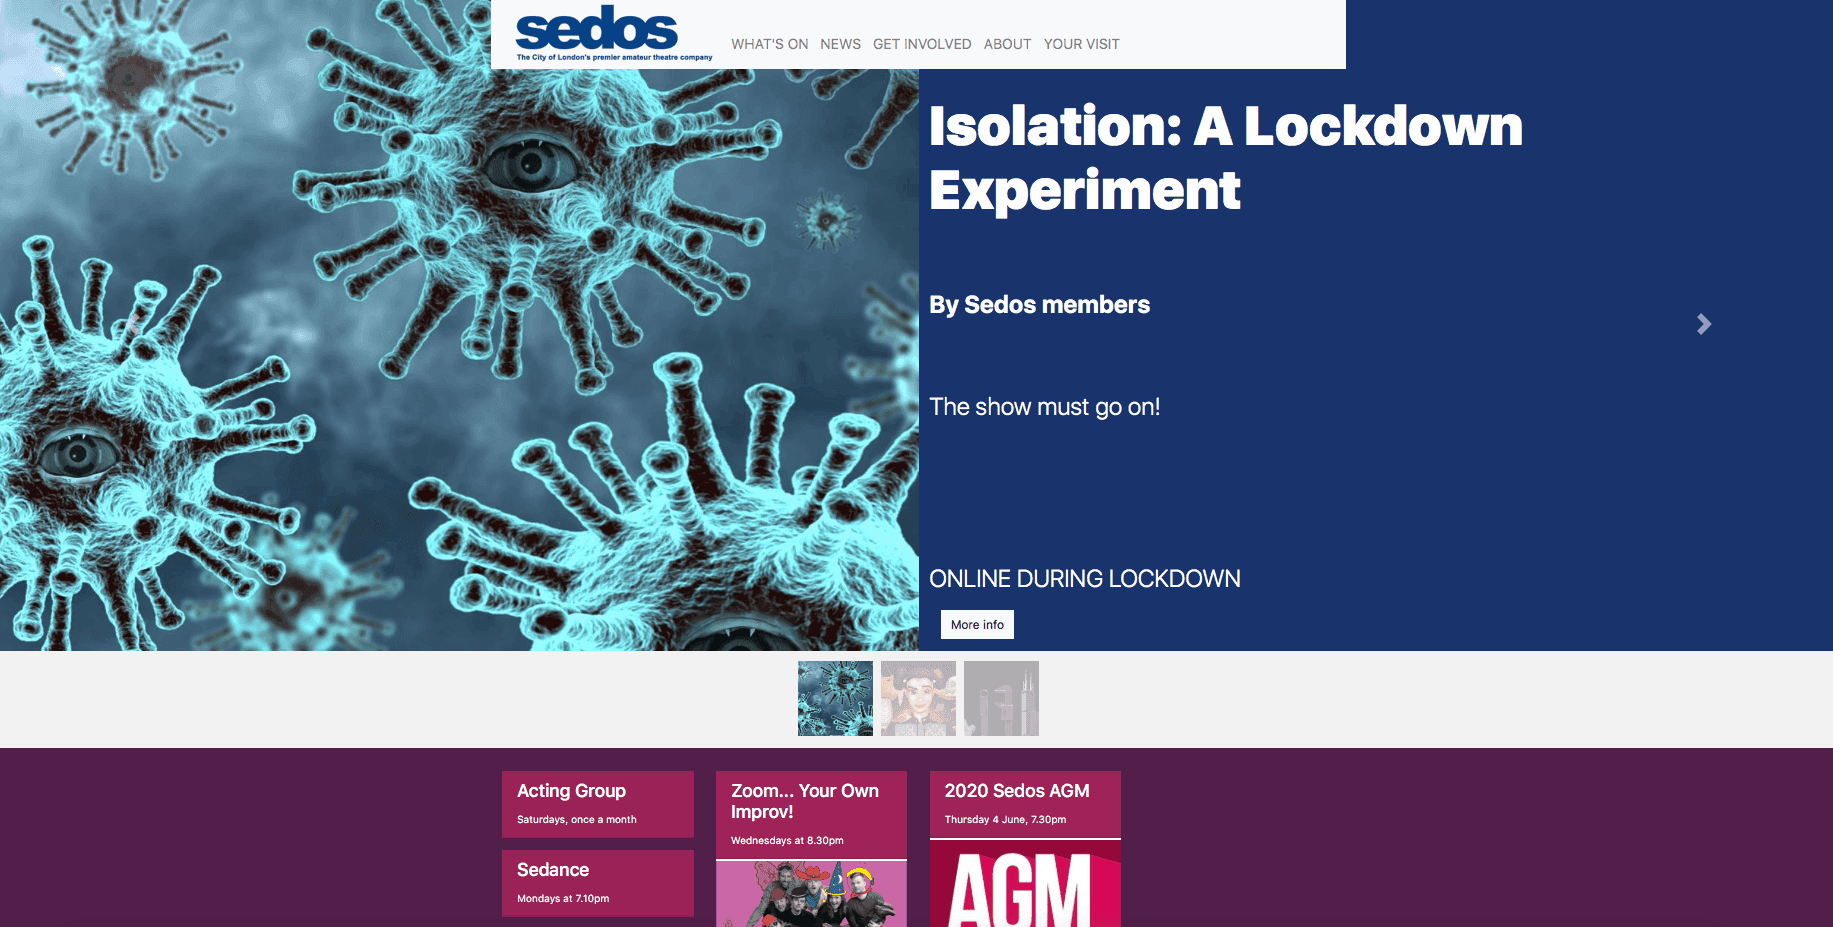 sedos
The City of London's premier amateur theatre company
WHAT'S ON NEWS GET INVOLVED ABOUT YOUR VISIT
Isolation: A Lockdown
Experiment
By Sedos members
The show must go on!
ONLINE DURING LOCKDOWN
More info
Acting Group
Saturdays, once a month
Sedance
Mondays at 7.10pm
Zoom... Your Own
Improv!
Wednesdays at 8.30pm
2020 Sedos AGM
Thursday 4 June, 7.30pm
AGM